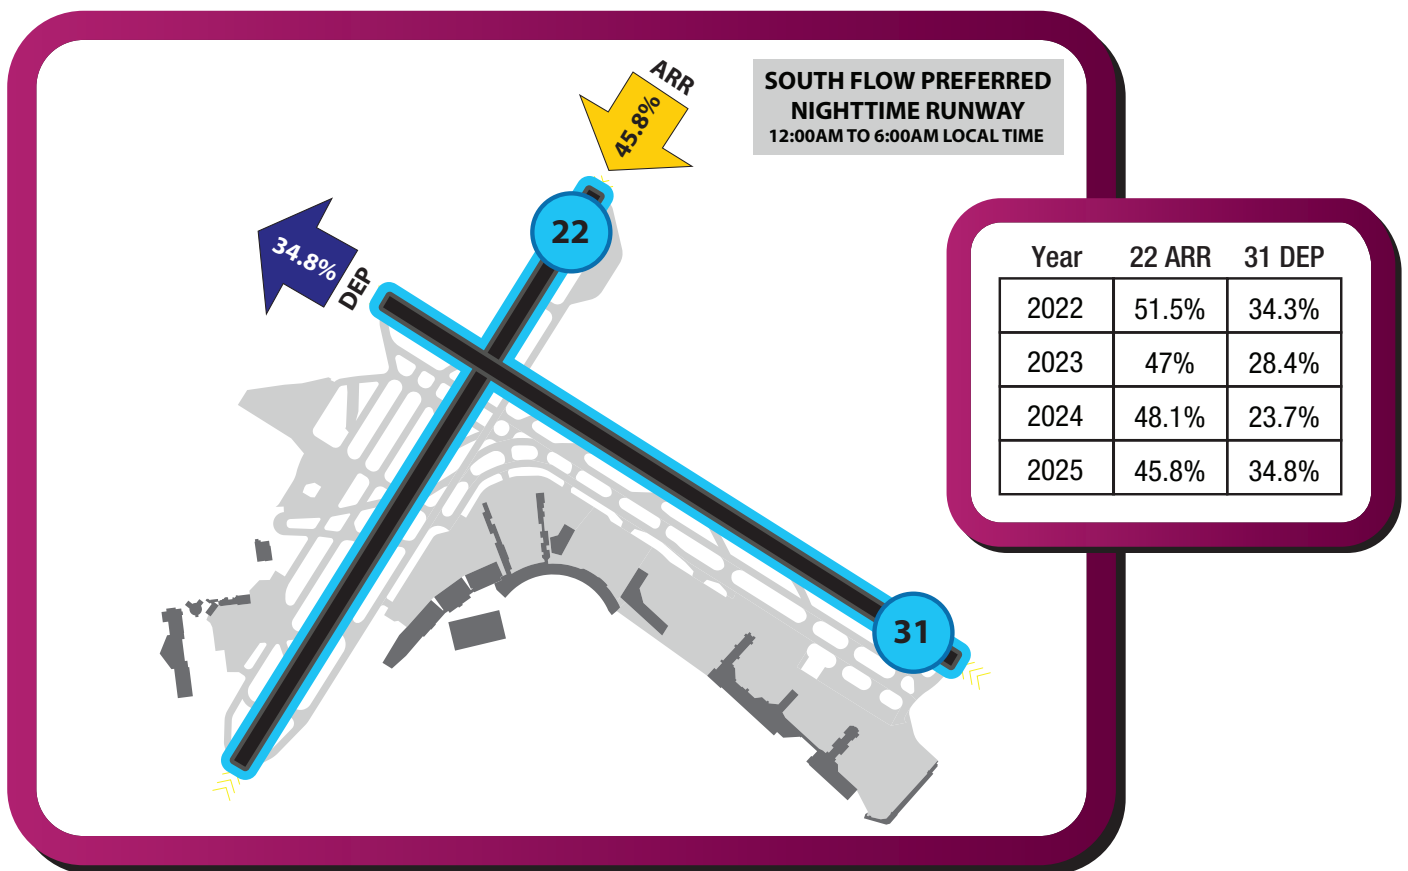 SOUTH FLOW PREFERRED
NIGHTTIME RUNWAY
12:00AM TO 6:00AM LOCAL TIME
ARR
45.8%
22
34.8%
DEP
31
Year 22 ARR 31 DEP
2022 51.5% 34.3%
2023 47% 28.4%
2024 48.1% 23.7%
2025 45.8% 34.8%